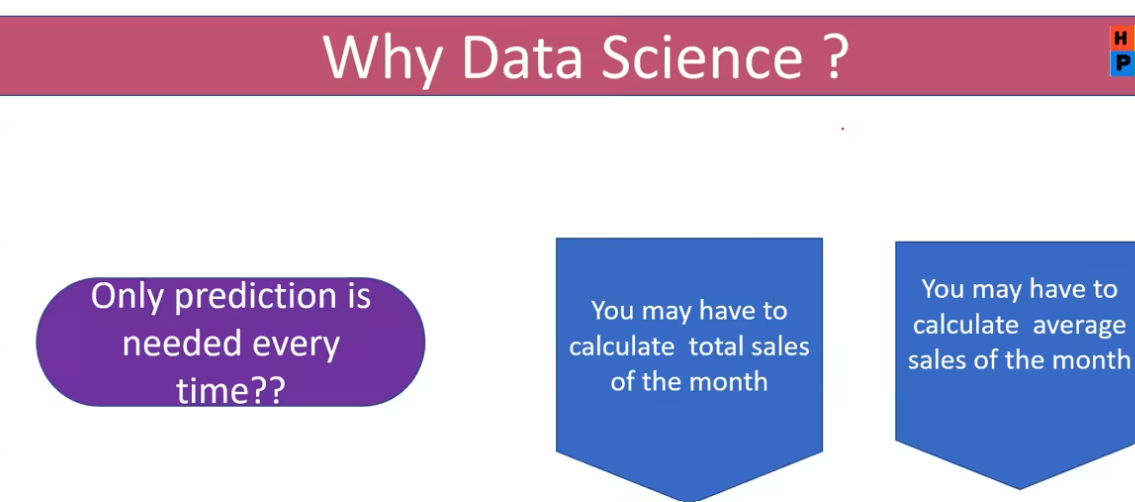 Why Data Science ?
H
P
Only prediction is
needed every
time??
You may have to
calculate total sales
of the month
You may have to
calculate average
sales of the month